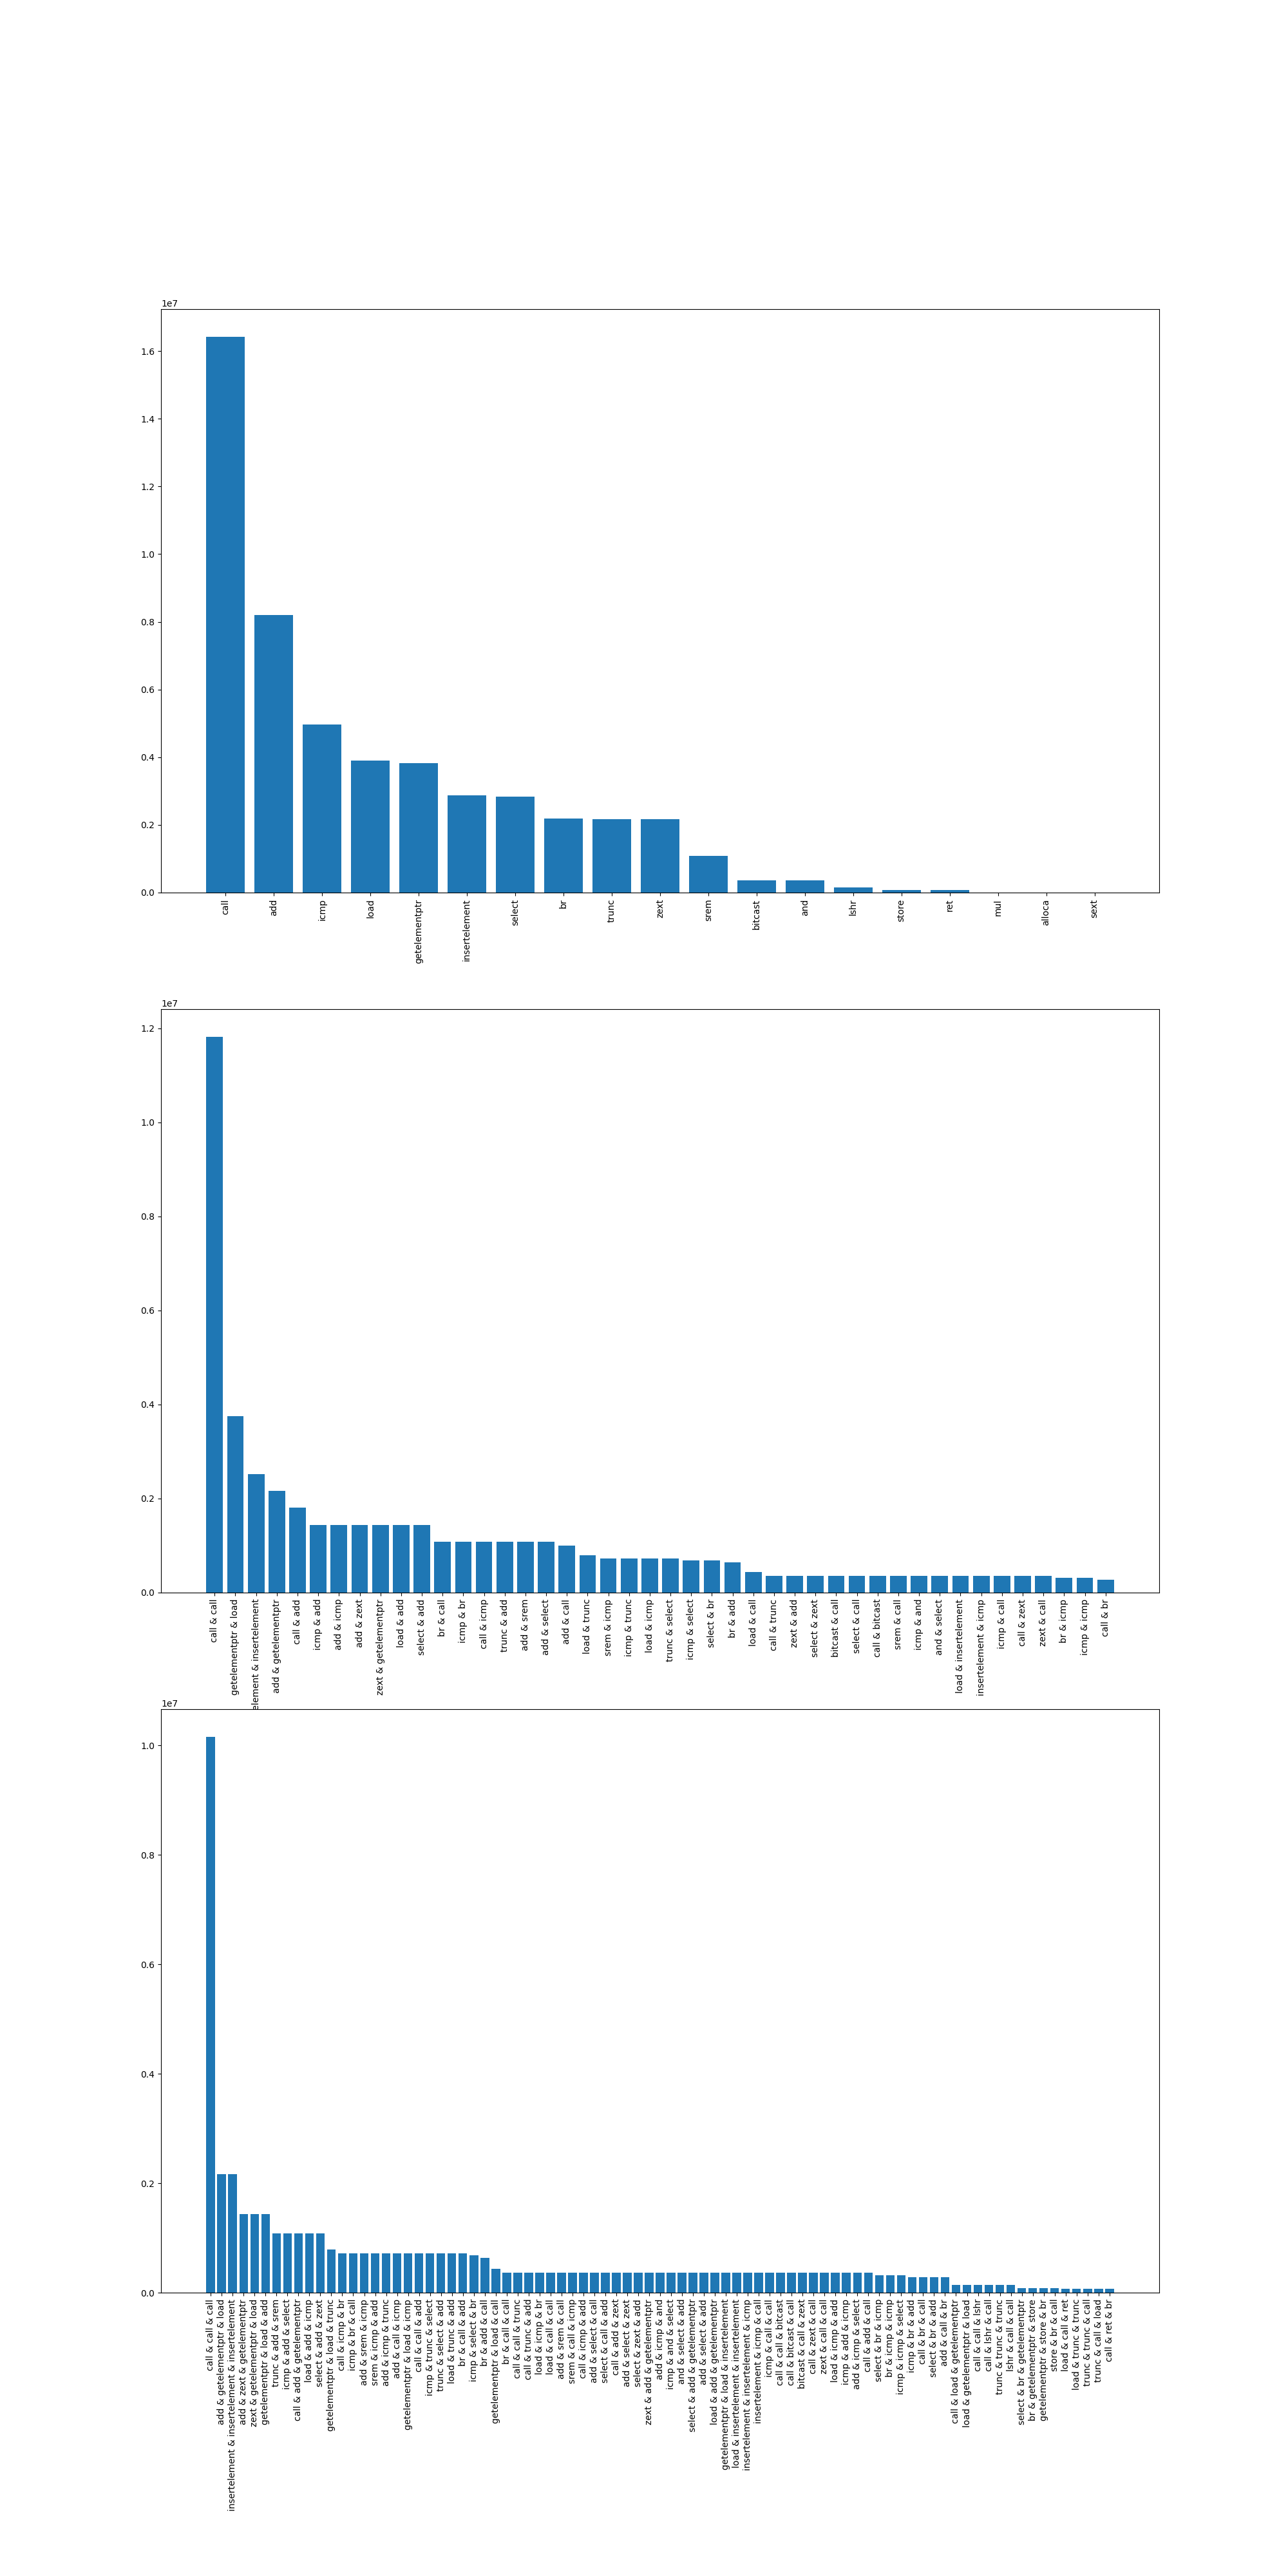 1e7
1.6
1.4
1.2
1.0
0.8
0.6
0.4
0.2
0.0
call
add
icmp
load
getelementptr
insertelement
select
br
trunc
zext
srem
bitcast
and
lshr
store
ret
mul
alloca
sext
1e7
1.2
1.0
0.8
0.6
0.4
0.2
0.0
call & call
getelementptr & load
element & insertelement
add & getelementptr
call & add
icmp & add
add & icmp
add & zext
zext & getelementptr
load & add
select & add
br & call
icmp & br
call & icmp
trunc & add
add & srem
add & select
add & call
load & trunc
srem & icmp
icmp & trunc
load & icmp
trunc & select
icmp & select
select & br
br & add
load & call
call & trunc
zext & add
select & zext
bitcast & call
select & call
call & bitcast
srem & call
icmp & and
and & select
load & insertelement
insertelement & icmp
icmp & call
call & zext
zext & call
br & icmp
icmp & icmp
call & br
1e7
1.0
0.8
0.6
0.4
0.2
0.0
call & call & call
add & getelementptr & load
insertelement & insertelement & insertelement
add & zext & getelementptr
zext & getelementptr & load
getelementptr & load & add
trunc & add & srem
icmp & add & select
call & add & getelementptr
load & add & icmp
select & add & zext
getelementptr & load & trunc
call & icmp & br
icmp & br & call
add & srem & icmp
srem & icmp & add
add & icmp & trunc
add & call & icmp
getelementptr & load & icmp
call & call & add
icmp & trunc & select
trunc & select & add
load & trunc & add
br & call & add
icmp & select & br
br & add & call
getelementptr & load & call
br & call & call
call & call & trunc
call & trunc & add
load & icmp & br
load & call & call
add & srem & call
srem & call & icmp
call & icmp & add
add & select & call
select & call & add
call & add & zext
add & select & zext
select & zext & add
zext & add & getelementptr
add & icmp & and
icmp & and & select
and & select & add
select & add & getelementptr
add & select & add
load & add & getelementptr
getelementptr & load & insertelement
load & insertelement & insertelement
insertelement & insertelement & icmp
insertelement & icmp & call
icmp & call & call
call & call & bitcast
call & bitcast & call
bitcast & call & zext
call & zext & call
zext & call & call
load & icmp & add
icmp & add & icmp
add & icmp & select
call & add & call
select & br & icmp
br & icmp & icmp
icmp & icmp & select
icmp & br & add
call & br & call
select & br & add
add & call & br
call & load & getelementptr
load & getelementptr & load
call & call & lshr
call & lshr & call
trunc & trunc & trunc
lshr & call & call
select & br & getelementptr
br & getelementptr & store
getelementptr & store & br
store & br & call
load & call & ret
load & trunc & trunc
trunc & trunc & call
trunc & call & load
call & ret & br